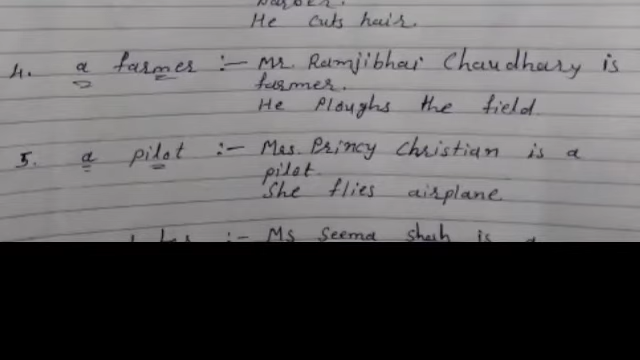 He cuts hair.
4. a farmer :- Mr. Ramjibhai Chaudhary is
farmer.
He Ploughs the field.
5. a pilot :- Mrs. Princy Christian is a
pilot.
She flies airplane
:- Ms Seema Shah is a